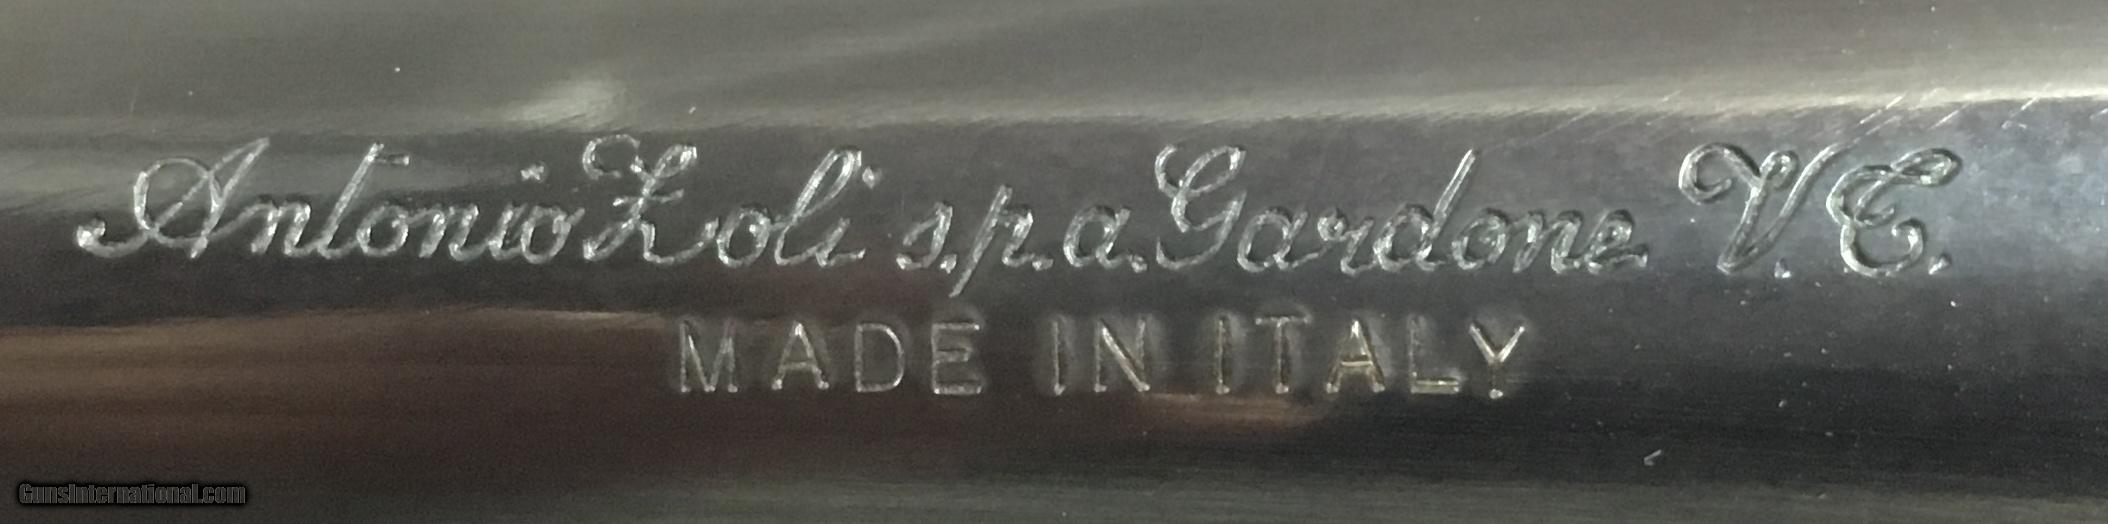 Antonio Zoli s.p.a. Gardone V.T.
MADE IN ITALY
GunsInternational.com